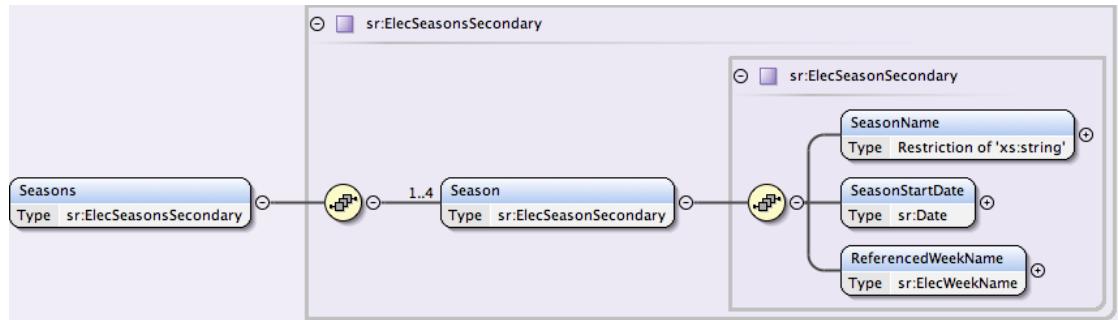 sr:ElecSeasonsSecondary
sr:ElecSeasonSecondary
SeasonName
Type Restriction of 'xs:string'
Seasons
Type sr:ElecSeasonsSecondary
1..4
Season
Type sr:ElecSeasonSecondary
SeasonStartDate
Type sr:Date
ReferencedWeekName
Type sr:ElecWeekName